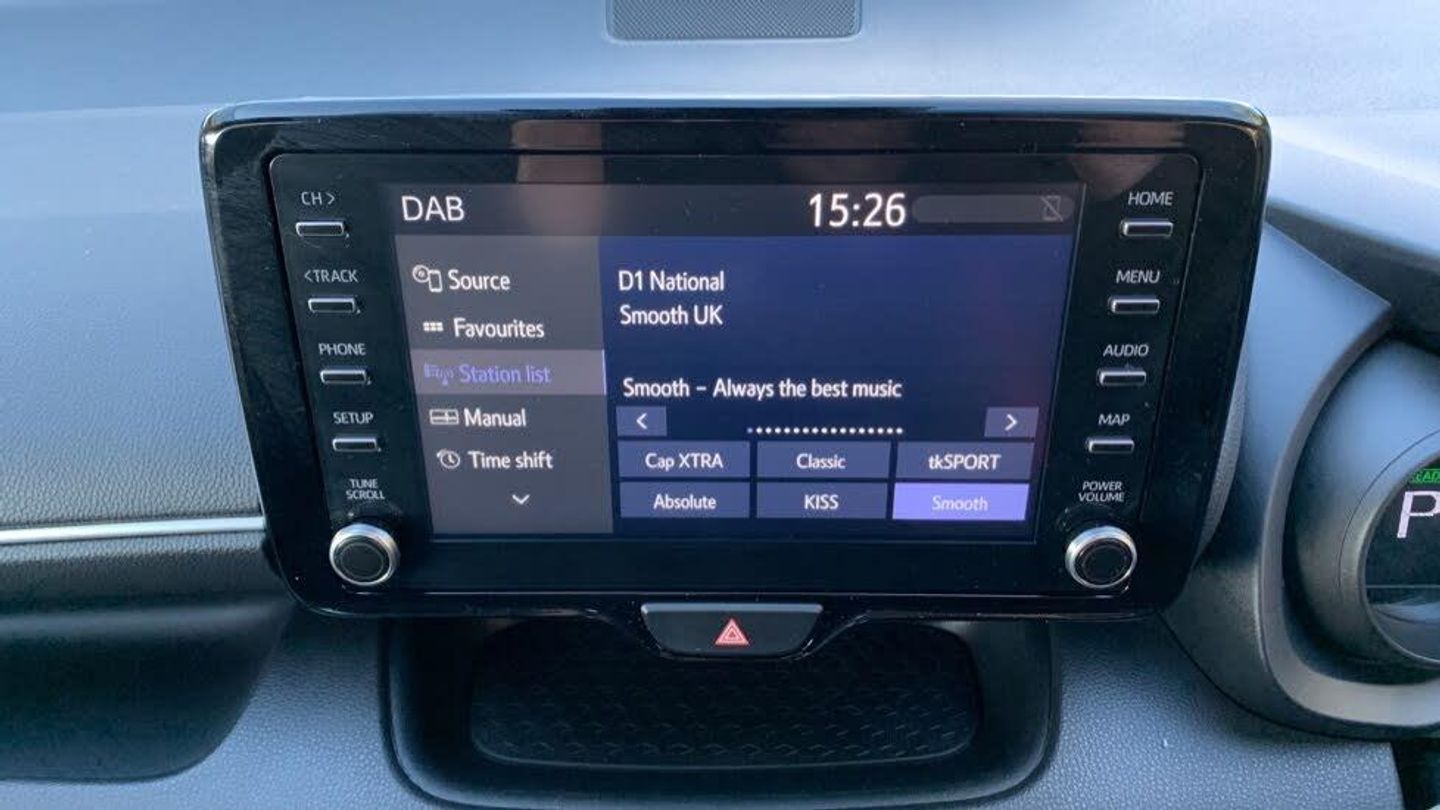 CH >
<TRACK
PHONE
SETUP
TUNE
SCROLL
DAB
15:26
Source
Favourites
Station list
Manual
Time shift
D1 National
Smooth UK
Smooth – Always the best music
<
>
Cap XTRA
Classic
tkSPORT
Absolute
KISS
Smooth
HOME
MENU
AUDIO
MAP
POWER
VOLUME
P